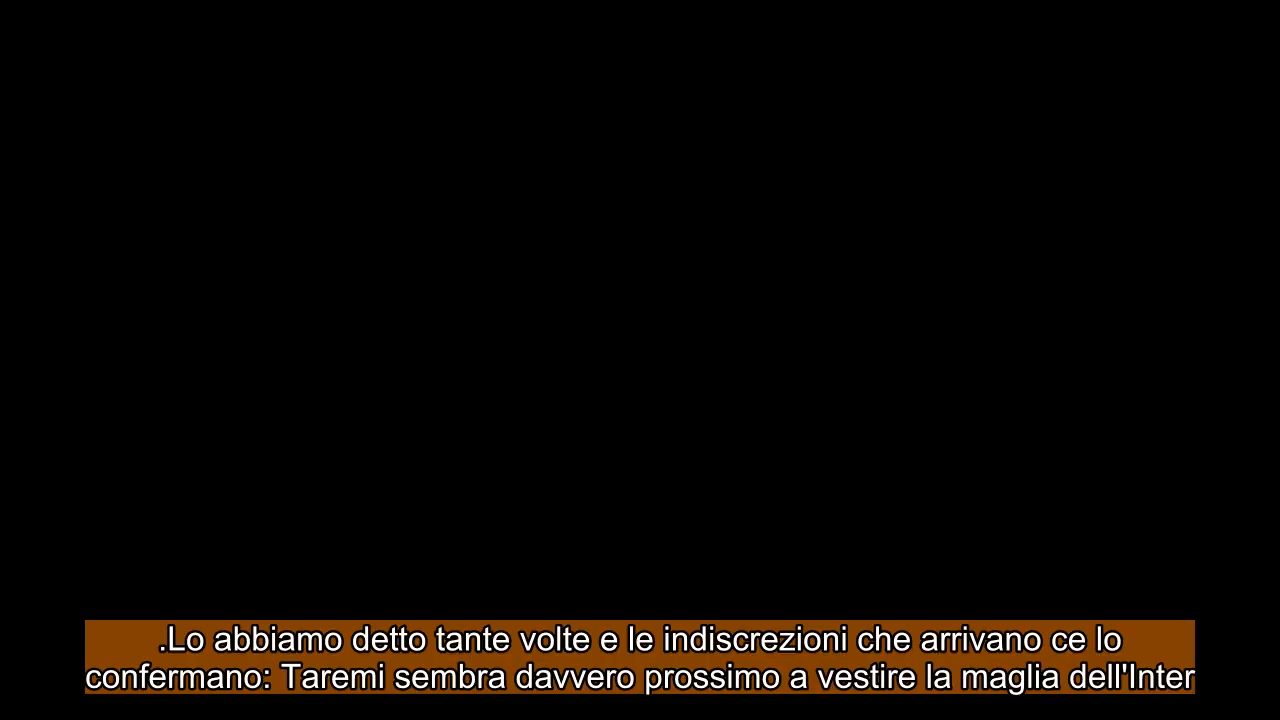 .Lo abbiamo detto tante volte e le indiscrezioni che arrivano ce lo
confermano: Taremi sembra davvero prossimo a vestire la maglia dell'Inter